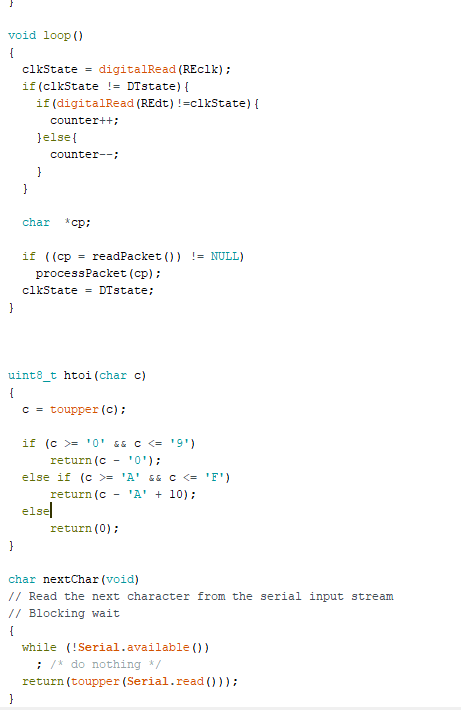 }
void loop()
{
  clkState = digitalRead(REclk);
  if(clkState != DTstate){
    if(digitalRead(REdt)!=clkState){
      counter++;
    }else{
      counter--;
    }
  }
  char  *cp;
  if ((cp = readPacket()) != NULL)
    processPacket(cp);
  clkState = DTstate;
}
uint8_t htoi(char c)
{
  c = toupper(c);
  if (c >= '0' && c <= '9')
      return(c - '0');
  else if (c >= 'A' && c <= 'F')
      return(c - 'A' + 10);
  else
      return(0);
}
char nextChar(void)
// Read the next character from the serial input stream
// Blocking wait
{
  while (!Serial.available())
    ; /* do nothing */
  return(toupper(Serial.read()));
}